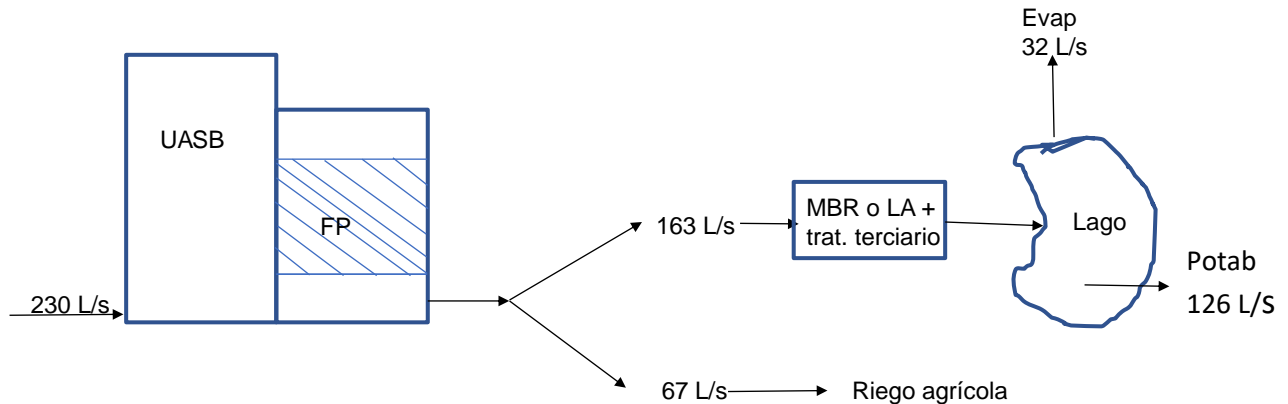 Evap
32 L/s
UASB
FP
163 L/s
MBR o LA +
trat. terciario
Lago
Potab
126 L/s
230 L/s
67 L/s
Riego agrícola